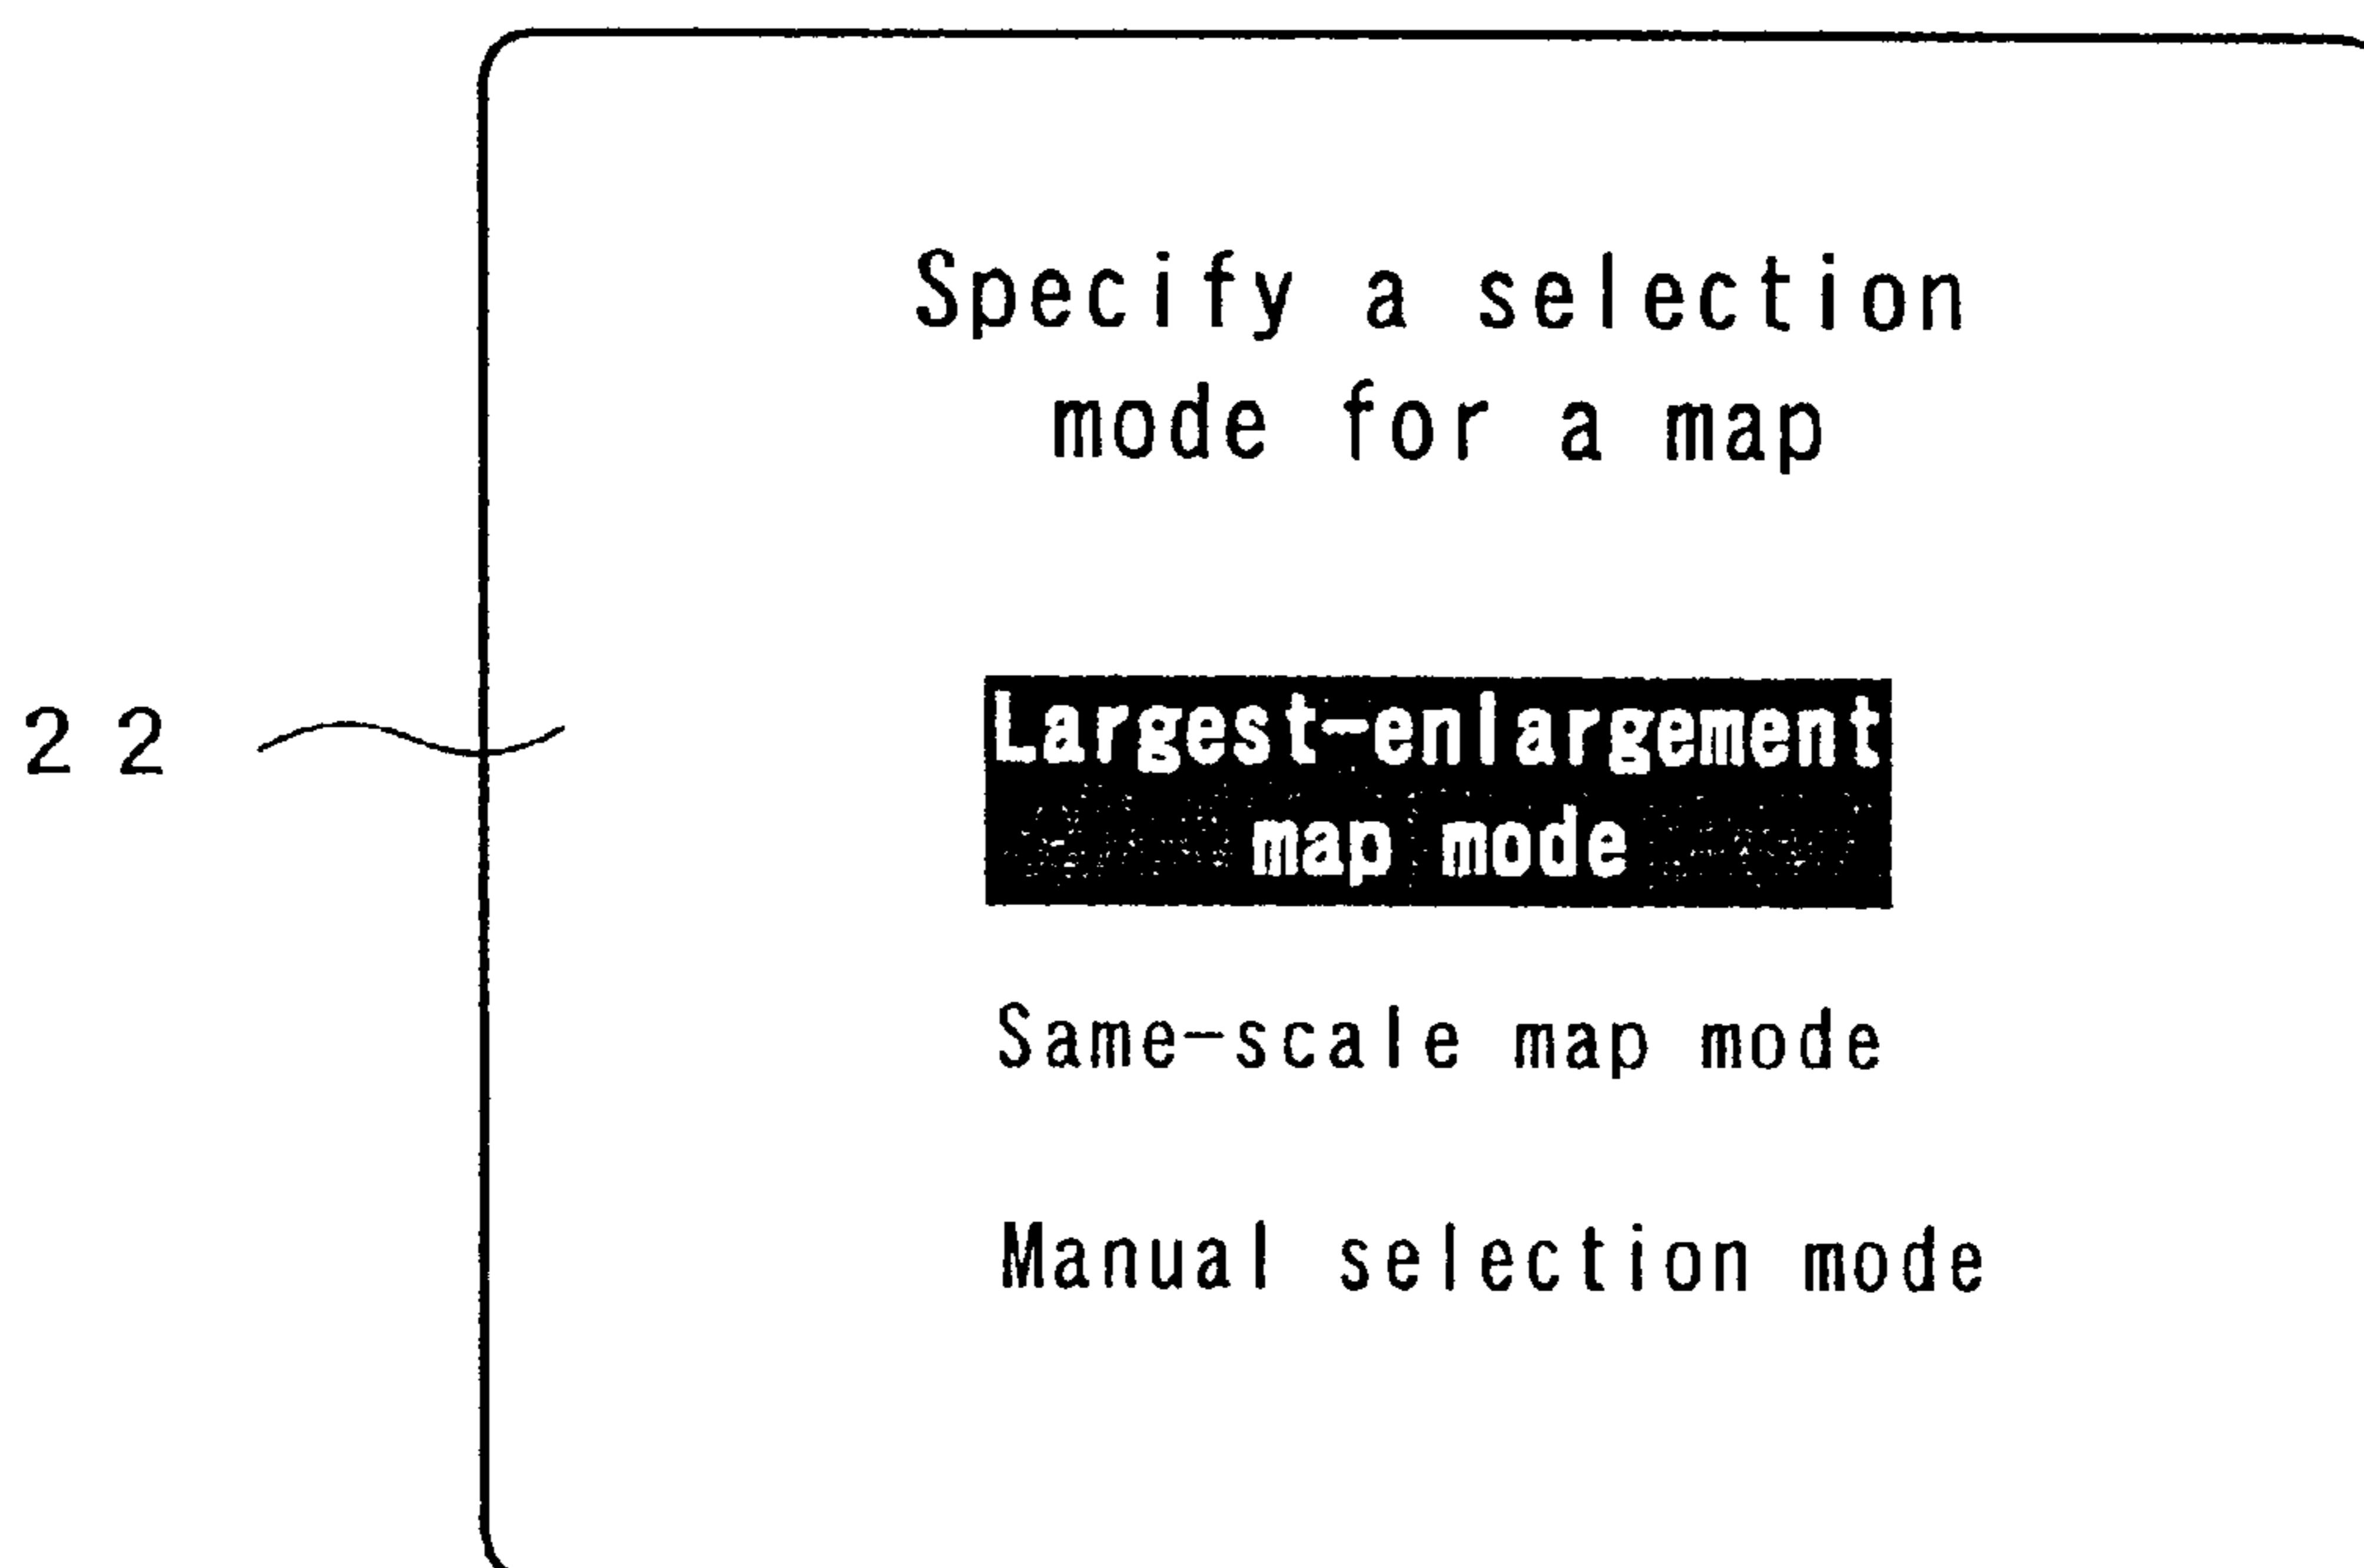 Specify a selection
mode for a map
22
Largest-enlargement
map mode
Same-scale map mode
Manual selection mode